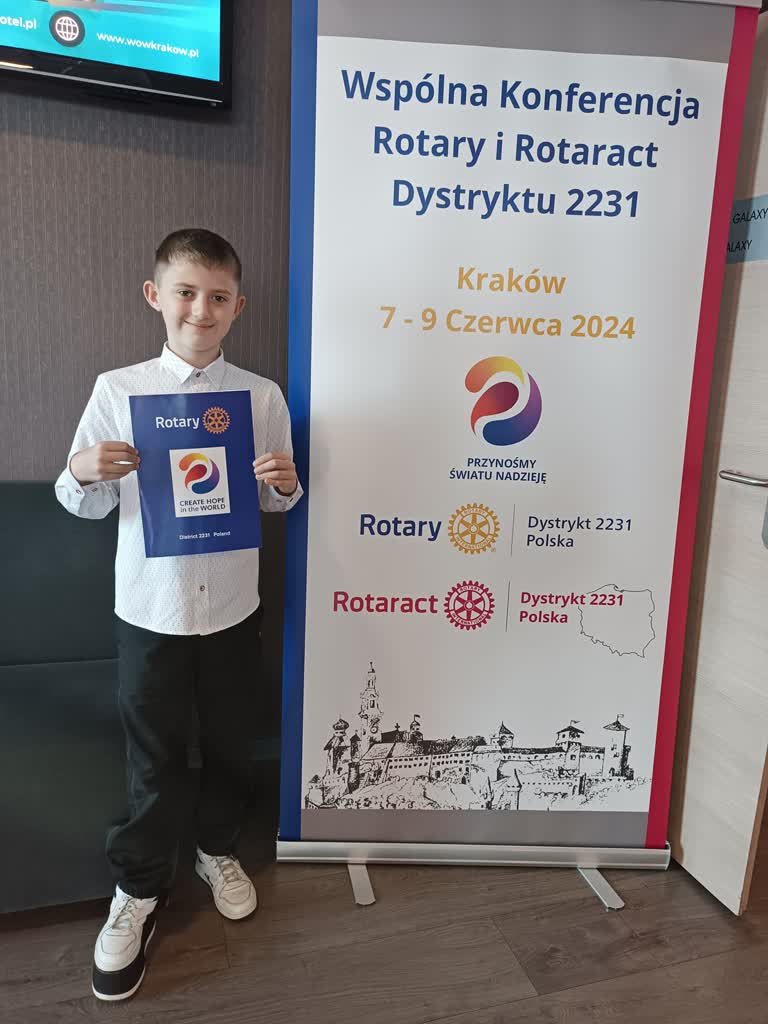 otel.pl
www.wowkrakow.pl
Wspólna Konferencja
Rotary i Rotaract
Dystryktu 2231
Kraków
7 - 9 Czerwca 2024
PRZYNOŚMY
ŚWIATU NADZIEJĘ
Rotary
Dystrykt 2231
Polska
Rotaract
Dystrykt 2231
Polska
Rotary
CREATE HOPE
in the WORLD
District 2231 Poland
GALAXY
ALAXY